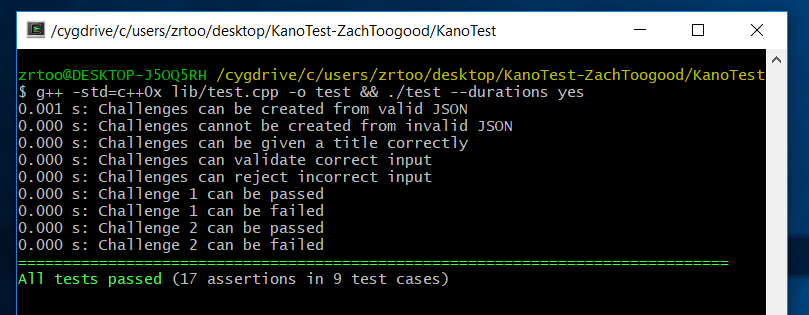 /cygdrive/c/users/zrtoo/desktop/KanoTest-ZachToogood/KanoTest
zrtoo@DESKTOP-J5OQ5RH /cygdrive/c/users/zrtoo/desktop/KanoTest-ZachToogood/KanoTest
$ g++ -std=c++0x lib/test.cpp -o test && ./test --durations yes
0.001 s: Challenges can be created from valid JSON
0.000 s: Challenges cannot be created from invalid JSON
0.000 s: Challenges can be given a title correctly
0.000 s: Challenges can validate correct input
0.000 s: Challenges can reject incorrect input
0.000 s: Challenge 1 can be passed
0.000 s: Challenge 1 can be failed
0.000 s: Challenge 2 can be passed
0.000 s: Challenge 2 can be failed
===============================================================================
All tests passed (17 assertions in 9 test cases)